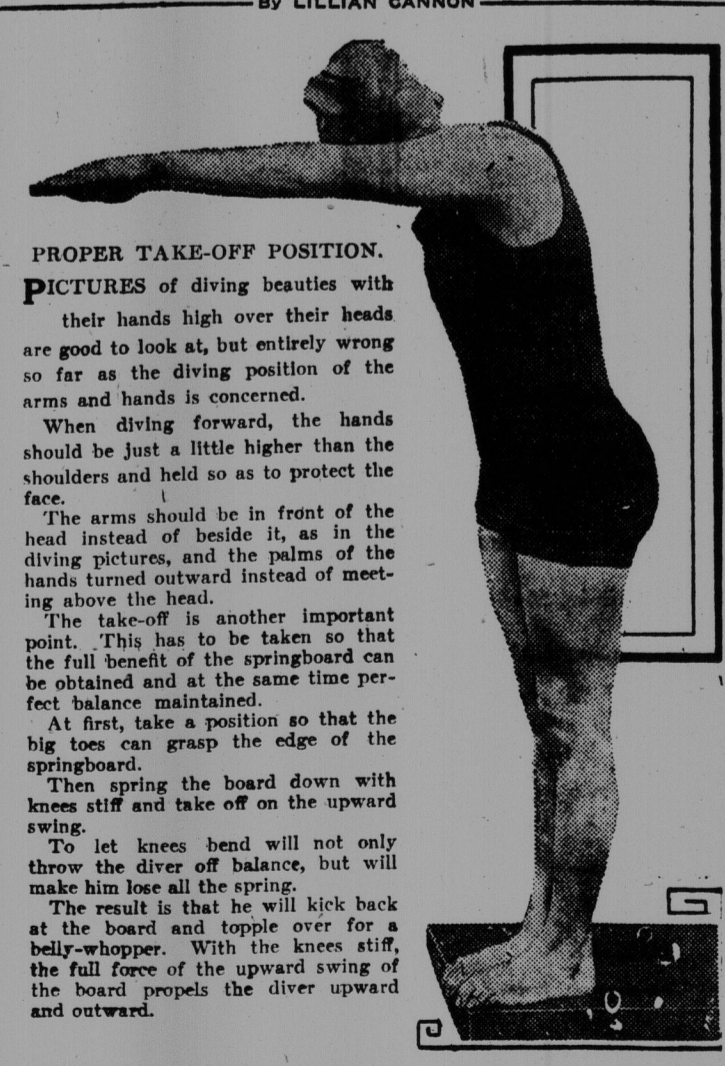 By LILLIAN CANNON
PROPER TAKE-OFF POSITION.
PICTURES of diving beauties with
their hands high over their heads
are good to look at, but entirely wrong
so far as the diving position of the
arms and hands is concerned.
When diving forward, the hands
should be just a little higher than the
shoulders and held so as to protect the
face.
The arms should be in front of the
head instead of beside it, as in the
diving pictures, and the palms of the
hands turned outward instead of meet-
ing above the head.
The take-off is another important
point. This has to be taken so that
the full benefit of the springboard can
be obtained and at the same time per-
fect balance maintained.
At first, take a position so that the
big toes can grasp the edge of the
springboard.
Then spring the board down with
knees stiff and take off on the upward
swing.
To let knees bend will not only
throw the diver off balance, but will
make him lose all the spring.
The result is that he will kick back
at the board and topple over for a
belly-whopper. With the knees stiff,
the full force of the upward swing of
the board propels the diver upward
and outward.